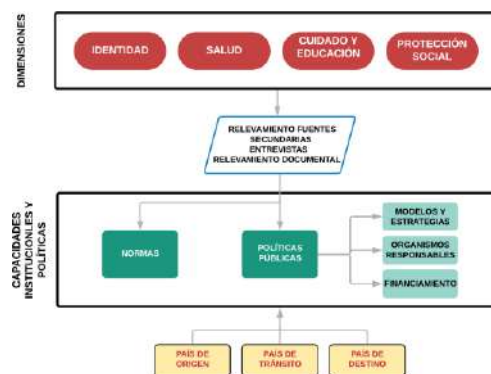 DIMENSIONES
IDENTIDAD
SALUD
CUIDADO Y
EDUCACIÓN
PROTECCIÓN
SOCIAL
RELEVAMIENTO FUENTES
SECUNDARIAS
ENTREVISTAS
RELEVAMIENTO DOCUMENTAL
CAPACIDADES
INSTITUCIONLES Y
POLÍTICAS
NORMAS
POLÍTICAS
PÚBLICAS
MODELOS Y
ESTRATEGIAS
ORGANISMOS
RESPONSABLES
FINANCIAMIENTO
PAÍS DE
ORIGEN
PAÍS DE
TRÁNSITO
PAÍS DE
DESTINO